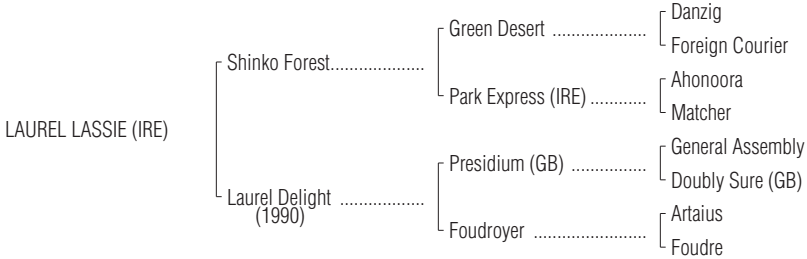 Danzig
Green Desert .....................
Foreign Courier
Shinko Forest.....................
Ahonoora
Park Express (IRE) ............
Matcher
LAUREL LASSIE (IRE)
General Assembly
Presidium (GB) .................
Doubly Sure (GB)
Laurel Delight ...................
(1990)
Artaius
Foudroyer .........................
Foudre